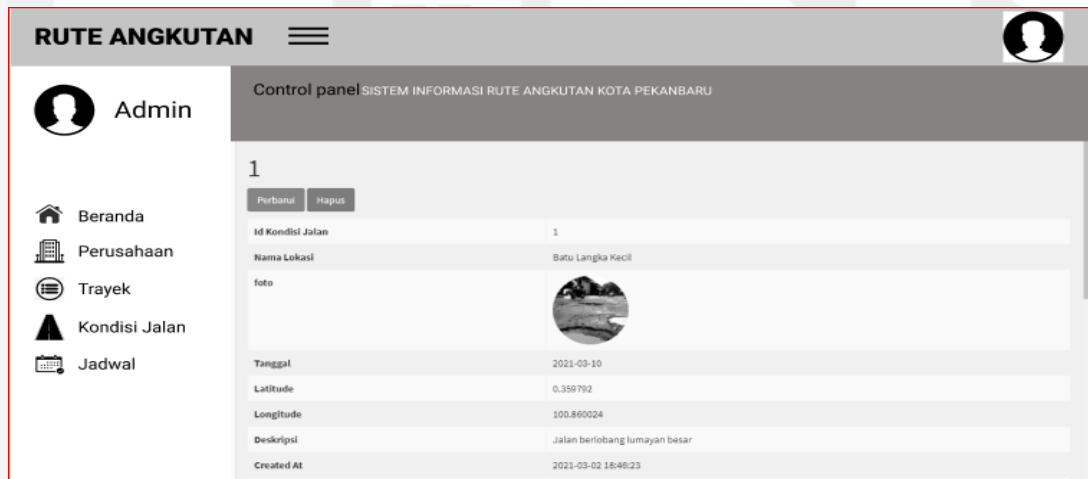 RUTE ANGKUTAN
Admin
Control panel SISTEM INFORMASI RUTE ANGKUTAN KOTA PEKANBARU
Beranda
Perusahaan
Trayek
Kondisi Jalan
Jadwal
1
Perbarui Hapus
Id Kondisi Jalan 1
Nama Lokasi Batu Langka Kecil
foto
Tanggal 2021-03-10
Latitude 0.359792
Longitude 100.860024
Deskripsi Jalan berlobang lumayan besar
Created At 2021-03-02 18:46:23